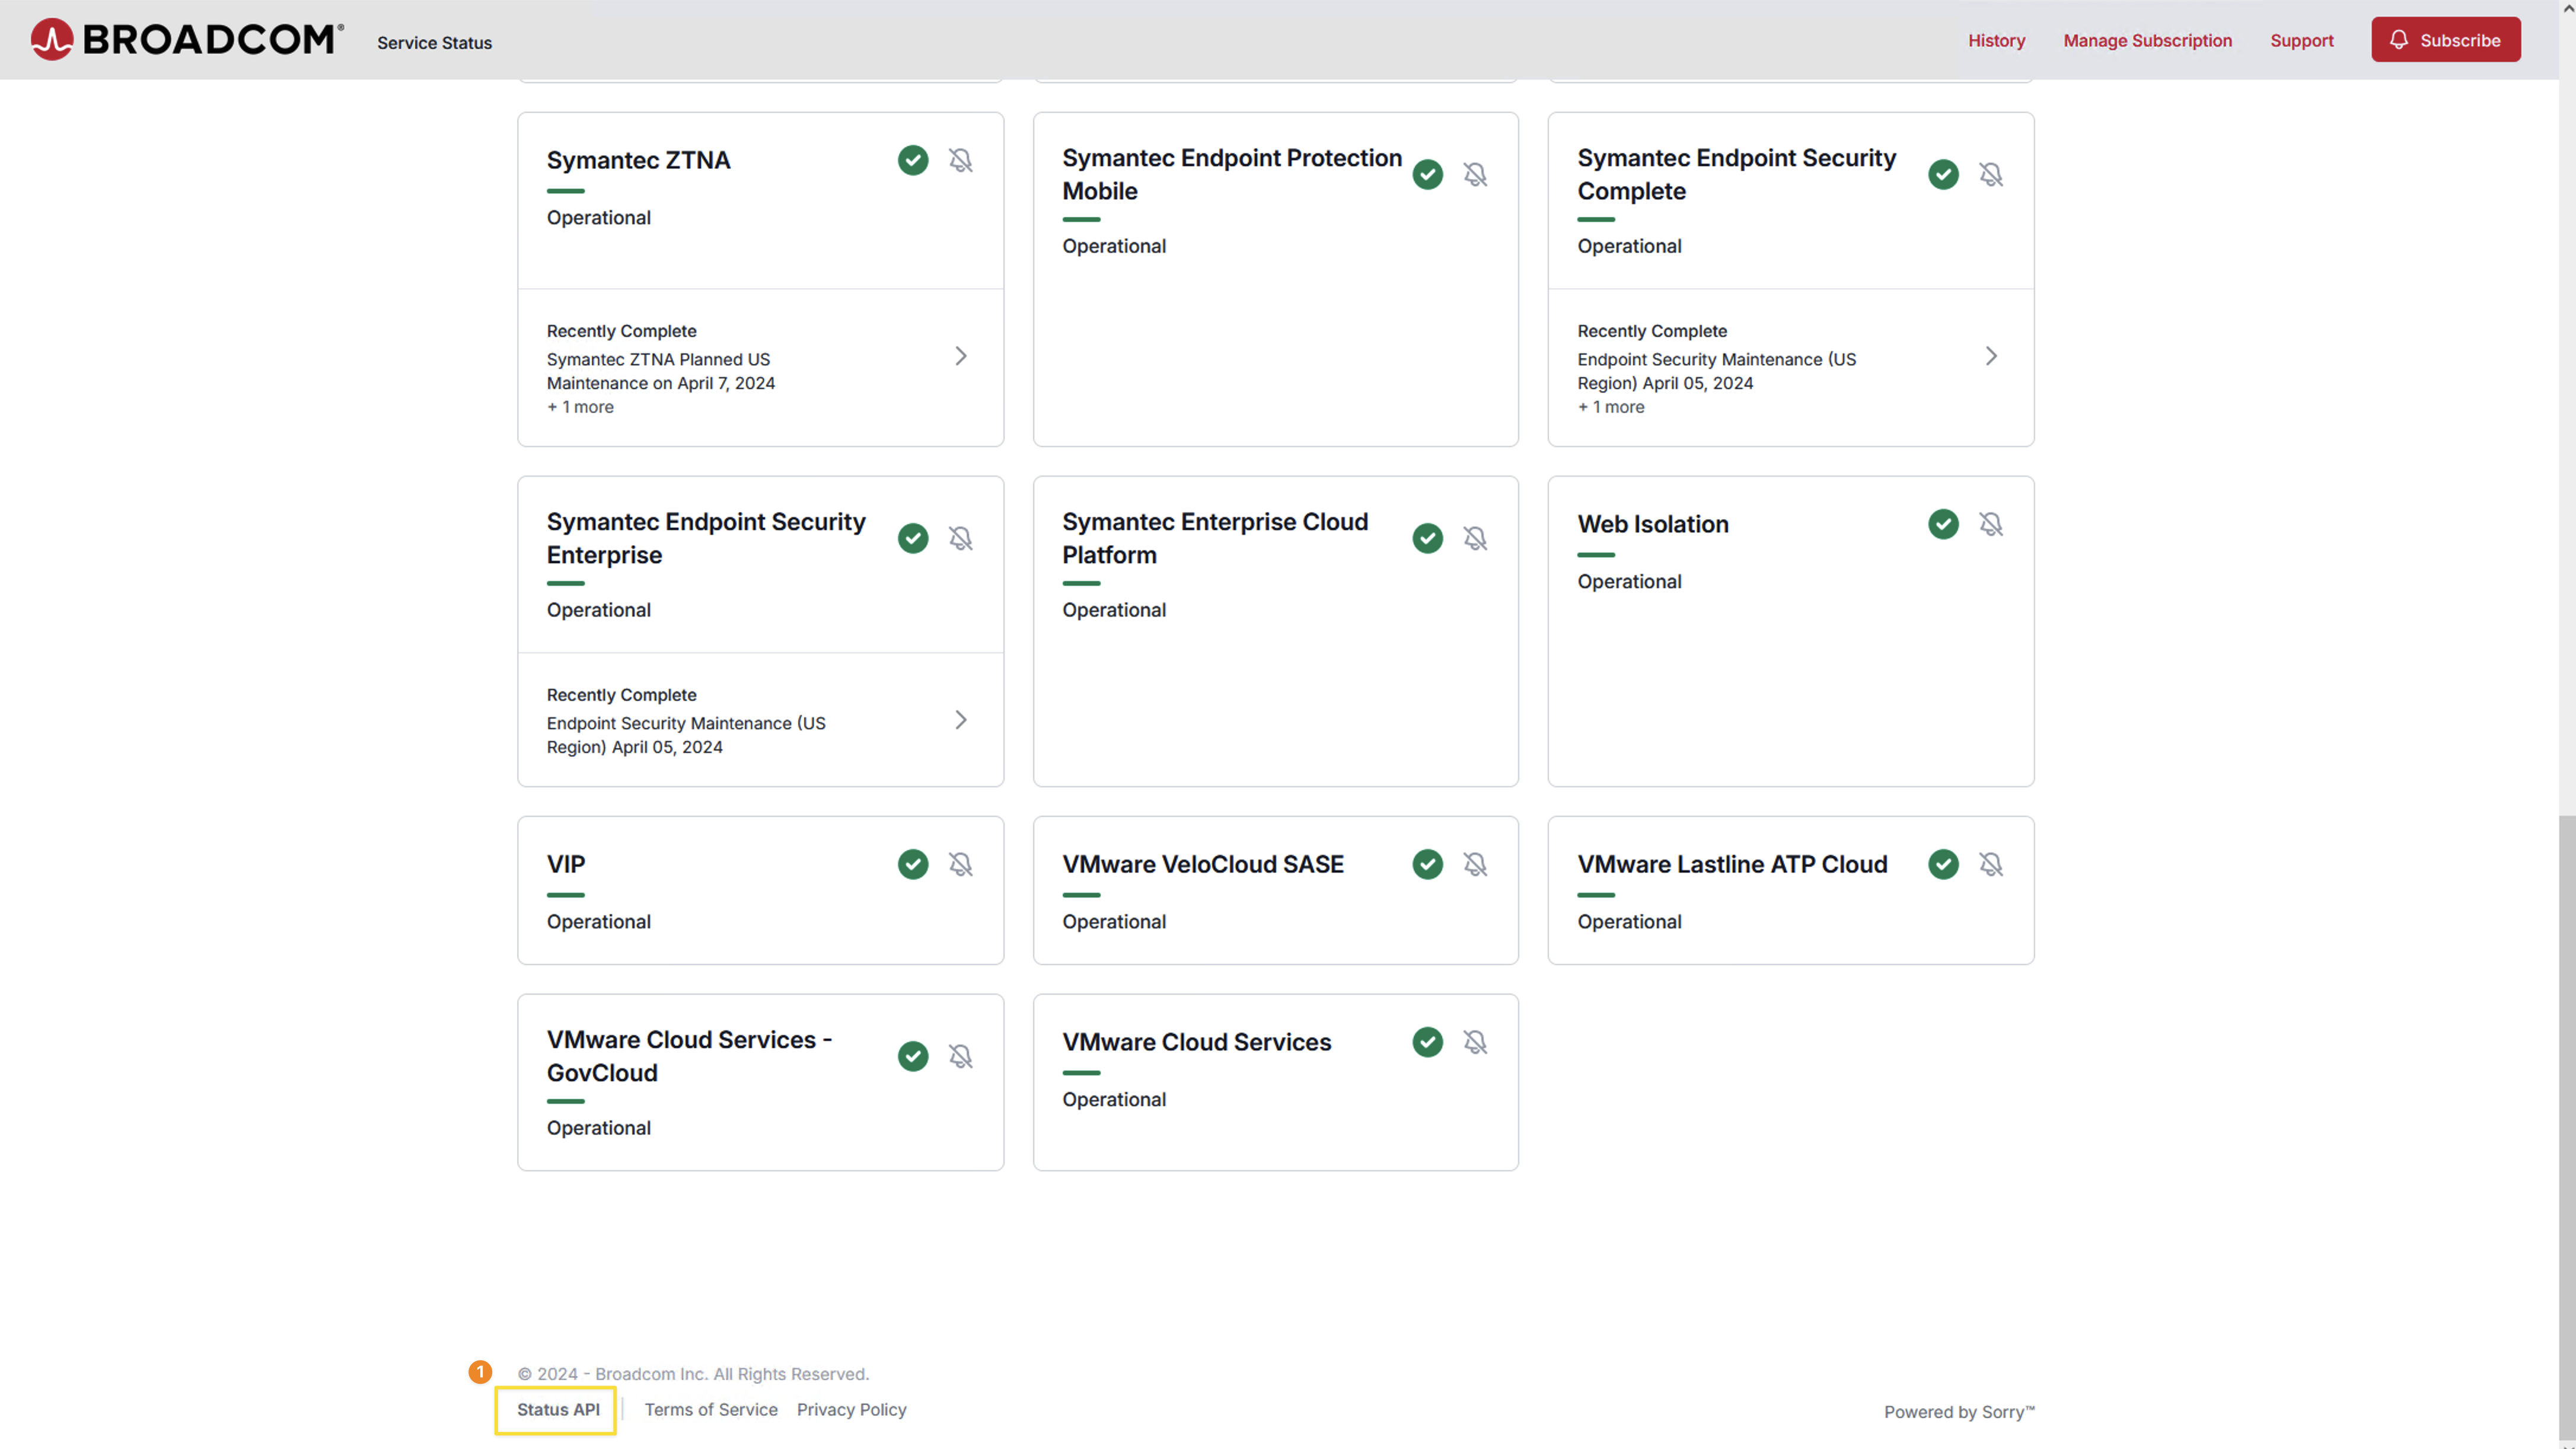 BROADCOM®
Service Status
History
Manage Subscription
Support
Subscribe
Symantec ZTNA
Operational
Recently Complete
Symantec ZTNA Planned US
Maintenance on April 7, 2024
+ 1 more
Symantec Endpoint Protection
Mobile
Operational
Symantec Endpoint Security
Complete
Operational
Recently Complete
Endpoint Security Maintenance (US
Region) April 05, 2024
+ 1 more
Symantec Endpoint Security
Enterprise
Operational
Recently Complete
Endpoint Security Maintenance (US
Region) April 05, 2024
Symantec Enterprise Cloud
Platform
Operational
Web Isolation
Operational
VIP
Operational
VMware VeloCloud SASE
Operational
VMware Lastline ATP Cloud
Operational
VMware Cloud Services -
GovCloud
Operational
VMware Cloud Services
Operational
1
© 2024 - Broadcom Inc. All Rights Reserved.
Status API
Terms of Service
Privacy Policy
Powered by Sorry™